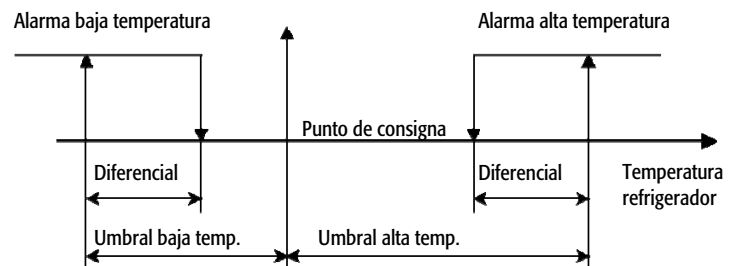 Alarma baja temperatura
Alarma alta temperatura
Punto de consigna
Diferencial
Diferencial
Temperatura
refrigerador
Umbral baja temp.
Umbral alta temp.